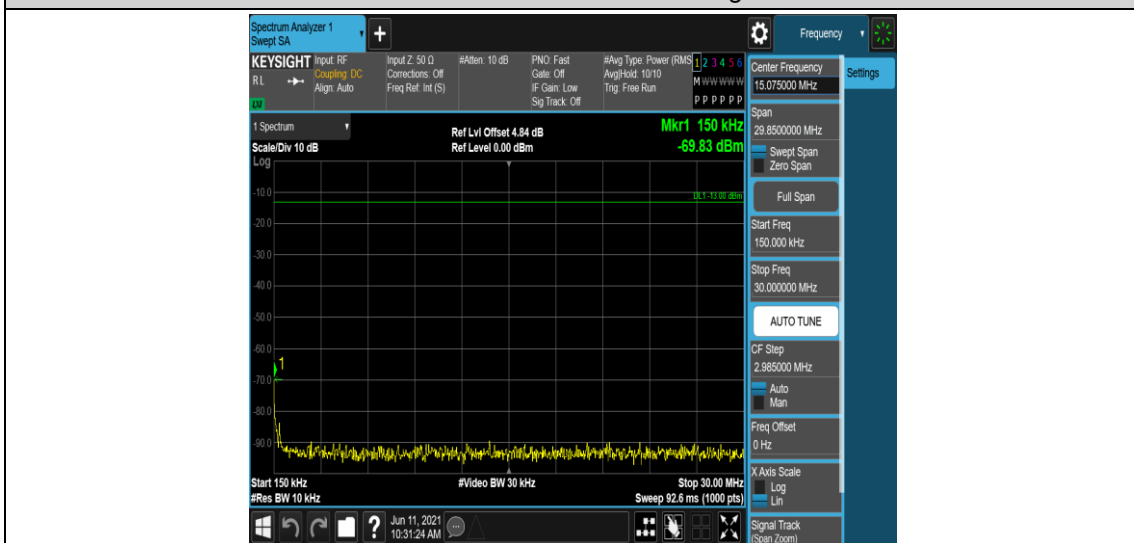 Spectrum Analyzer 1
Swept SA
+
Frequency
KEYSIGHT
RL
LXI
Input: RF
Coupling: DC
Align: Auto
Input Z: 50 Ω
Corrections: Off
Freq Ref: Int (S)
#Atten: 10 dB
PNO: Fast
Gate: Off
IF Gain: Low
Sig Track: Off
#Avg Type: Power (RMS
Avg|Hold: 10/10
Trig: Free Run
1 2 3 4 5 6
M W W W W W
P P P P P P
1 Spectrum
Scale/Div 10 dB
Log
Ref Lvl Offset 4.84 dB
Ref Level 0.00 dBm
Mkr1 150 kHz
-69.83 dBm
DL1 -13.00 dBm
-10.0
-20.0
-30.0
-40.0
-50.0
-60.0
1
-70.0
-80.0
-90.0
Start 150 kHz
#Res BW 10 kHz
#Video BW 30 kHz
Stop 30.00 MHz
Sweep 92.6 ms (1000 pts)
?
Jun 11, 2021
10:31:24 AM
Center Frequency
15.075000 MHz
Settings
Span
29.8500000 MHz
Swept Span
Zero Span
Full Span
Start Freq
150.000 kHz
Stop Freq
30.000000 MHz
AUTO TUNE
CF Step
2.985000 MHz
Auto
Man
Freq Offset
0 Hz
X Axis Scale
Log
Lin
Signal Track
(Span Zoom)